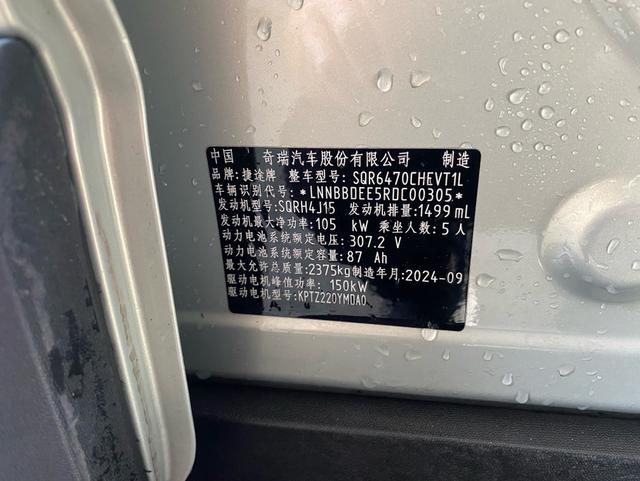 中国 奇瑞汽车股份有限公司 制造
品牌:捷途牌 整车型号:SQR6470CHEVT1L
车辆识别代号:*LNNBBDEE5RDC00305*
发动机型号:SQRH4J15 发动机排量:1499 mL
发动机最大净功率:105 kW 乘坐人数:5 人
动力电池系统额定电压:307.2 V
动力电池系统额定容量:87 Ah
最大允许总质量:2375kg制造年月:2024-09
驱动电机峰值功率:150kW
驱动电机型号:KPTZ220YMDAO